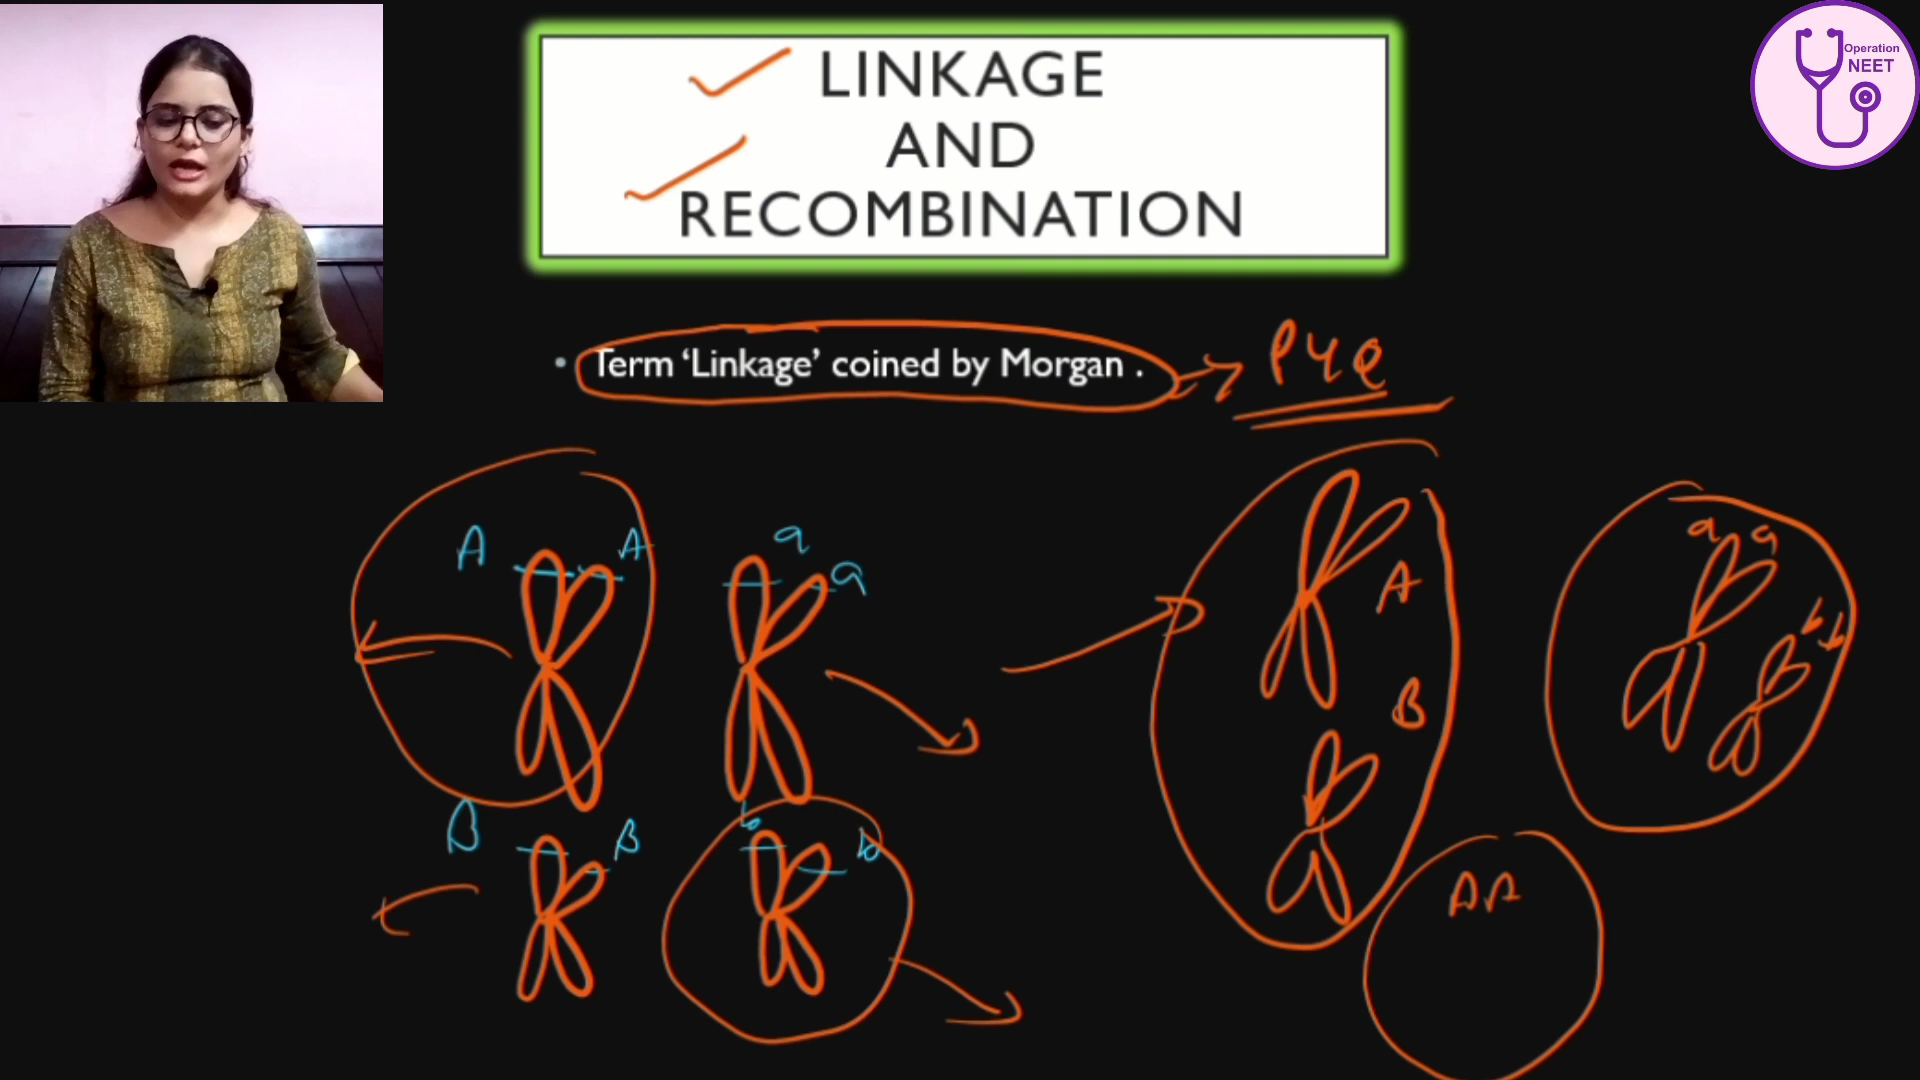 Operation
NEET
LINKAGE
AND
RECOMBINATION
• Term ‘Linkage’ coined by Morgan .
PYQ
A A a a
B B b b
A
B
a a
b b
A A